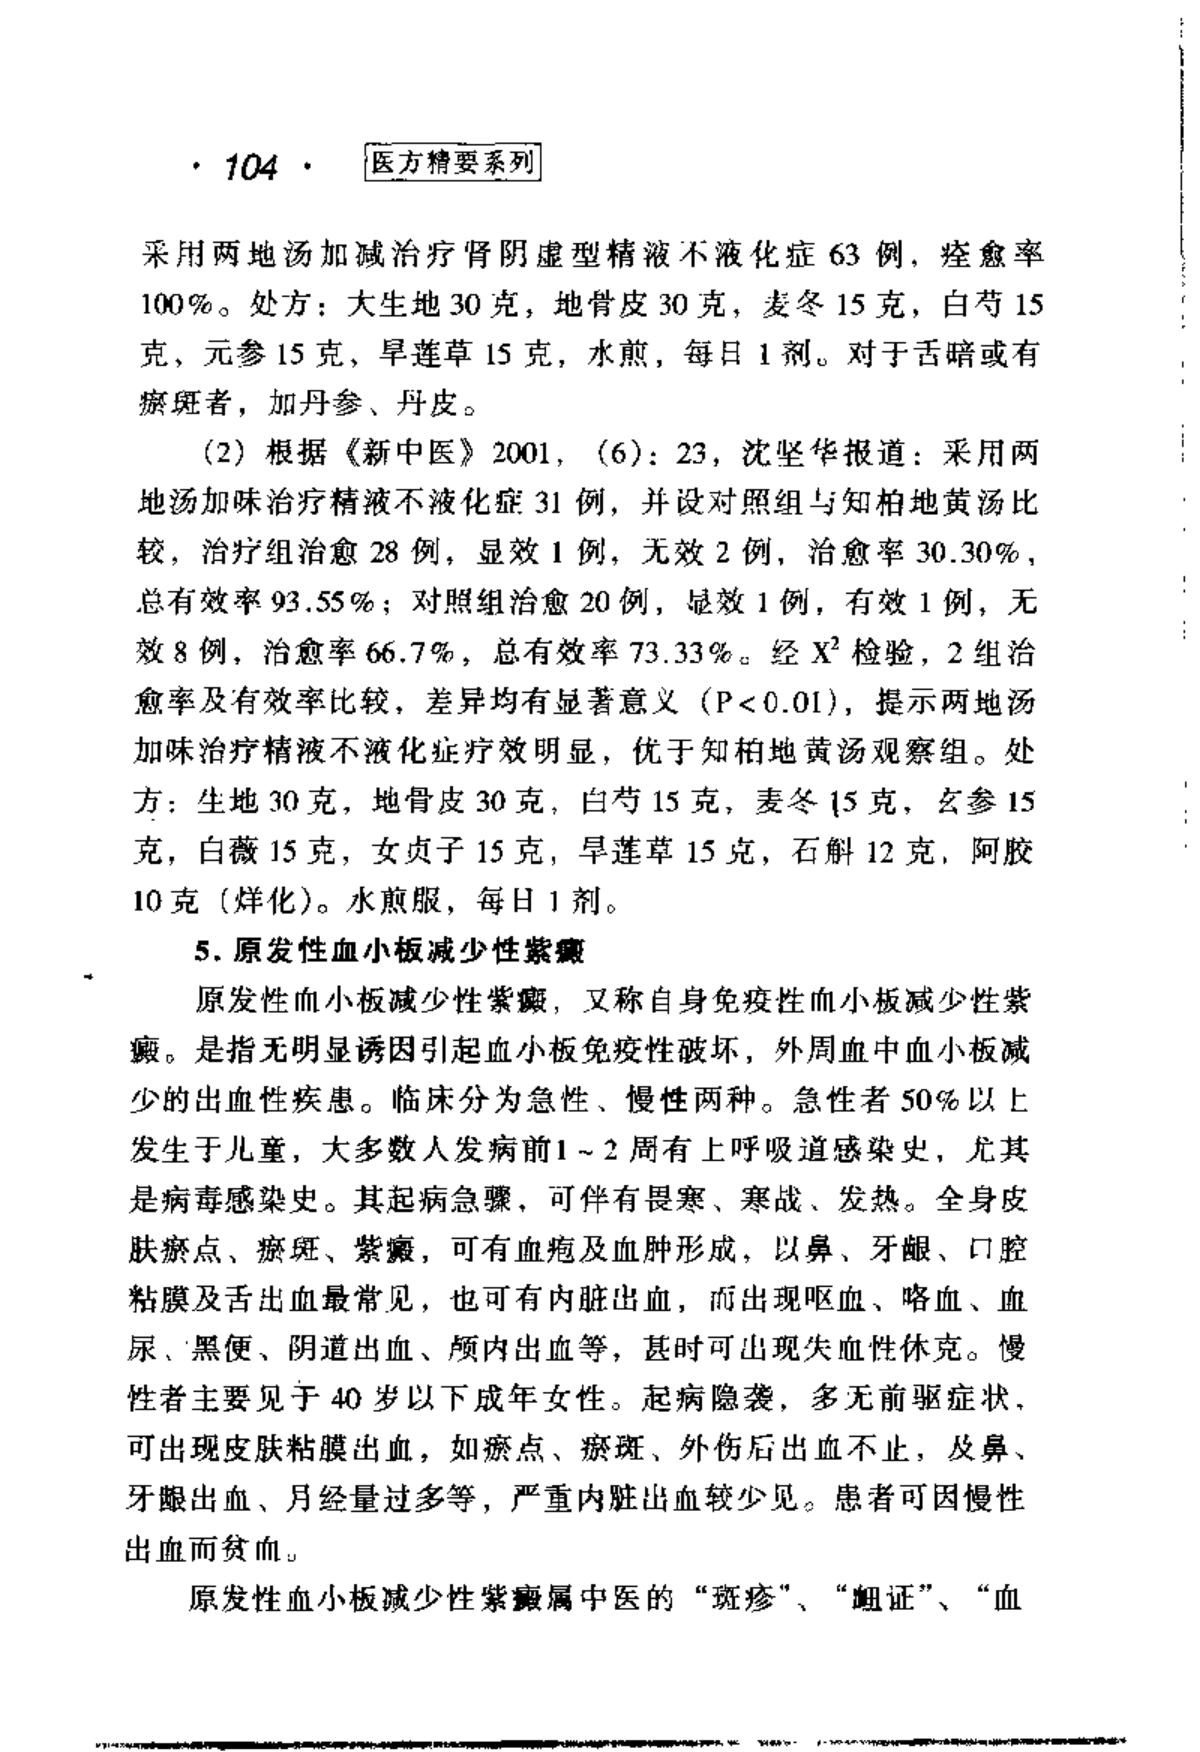 · 104 · 医方精要系列
采用两地汤加减治疗肾阴虚型精液不液化症 63 例，痊愈率
100%。处方：大生地 30 克，地骨皮 30 克，麦冬 15 克，白芍 15
克、元参 15 克、旱莲草 15 克，水煎，每日 1 剂。对于舌暗或有
瘀斑者，加丹参、丹皮。
（2）根据《新中医》2001，（6）：23，沈坚华报道：采用两
地汤加味治疗精液不液化症 31 例，并设对照组与知柏地黄汤比
较，治疗组治愈 28 例，显效 1 例，无效 2 例，治愈率 30.30%，
总有效率 93.55%；对照组治愈 20 例，显效 1 例，有效 1 例，无
效 8 例，治愈率 66.7%，总有效率 73.33%。经 X² 检验，2 组治
愈率及有效率比较，差异均有显著意义（P<0.01），提示两地汤
加味治疗精液不液化症疗效明显，优于知柏地黄汤观察组。处
方：生地 30 克，地骨皮 30 克，白芍 15 克，麦冬 15 克，玄参 15
克，白薇 15 克，女贞子 15 克，旱莲草 15 克，石斛 12 克，阿胶
10 克（烊化）。水煎服，每日 1 剂。
5. 原发性血小板减少性紫癜
原发性血小板减少性紫癜，又称自身免疫性血小板减少性紫
癜。是指无明显诱因引起血小板免疫性破坏，外周血中血小板减
少的出血性疾患。临床分为急性、慢性两种。急性者 50%以上
发生于儿童，大多数人发病前1～2 周有上呼吸道感染史，尤其
是病毒感染史。其起病急骤，可伴有畏寒、寒战、发热。全身皮
肤瘀点、瘀斑、紫癜，可有血疱及血肿形成，以鼻、牙龈、口腔
粘膜及舌出血最常见，也可有内脏出血，而出现呕血、咯血、血
尿、黑便、阴道出血、颅内出血等，甚时可出现失血性休克。慢
性者主要见于 40 岁以下成年女性。起病隐袭，多无前驱症状，
可出现皮肤粘膜出血，如瘀点、瘀斑、外伤后出血不止，及鼻、
牙龈出血、月经量过多等，严重内脏出血较少见。患者可因慢性
出血而贫血。
原发性血小板减少性紫癜属中医的“斑疹”、“衄证”、“血